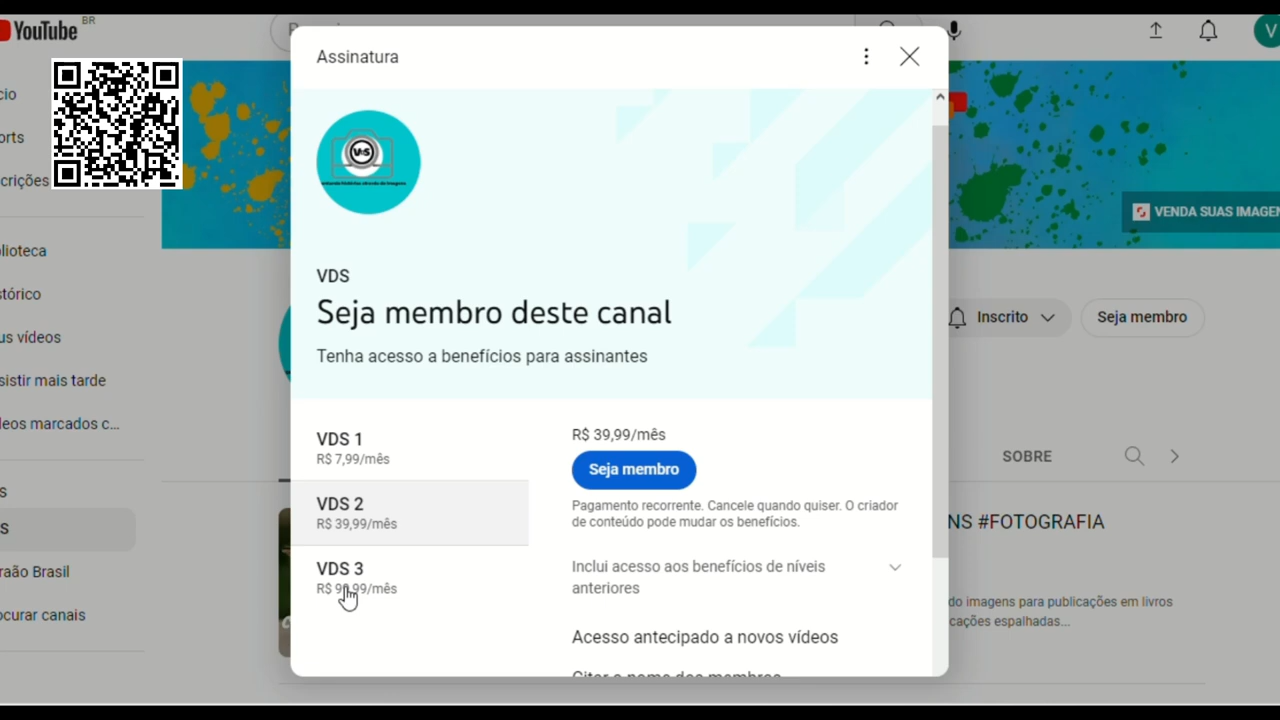 YouTube BR
Assinatura
VDS
Seja membro deste canal
Tenha acesso a benefícios para assinantes
VDS 1
R$ 7,99/mês
VDS 2
R$ 39,99/mês
VDS 3
R$ 39,99/mês
Seja membro
Pagamento recorrente. Cancele quando quiser. O criador
de conteúdo pode mudar os benefícios.
Inclui acesso aos benefícios de níveis
anteriores
Acesso antecipado a novos vídeos
VENDA SUAS IMAGEN
Inscrito
Seja membro
SOBRE
NS #FOTOGRAFIA
do imagens para publicações em livros
cações espalhadas...
cio
orts
crições
lioteca
stórico
us vídeos
sistir mais tarde
leos marcados c...
s
S
raão Brasil
ocurar canais
V